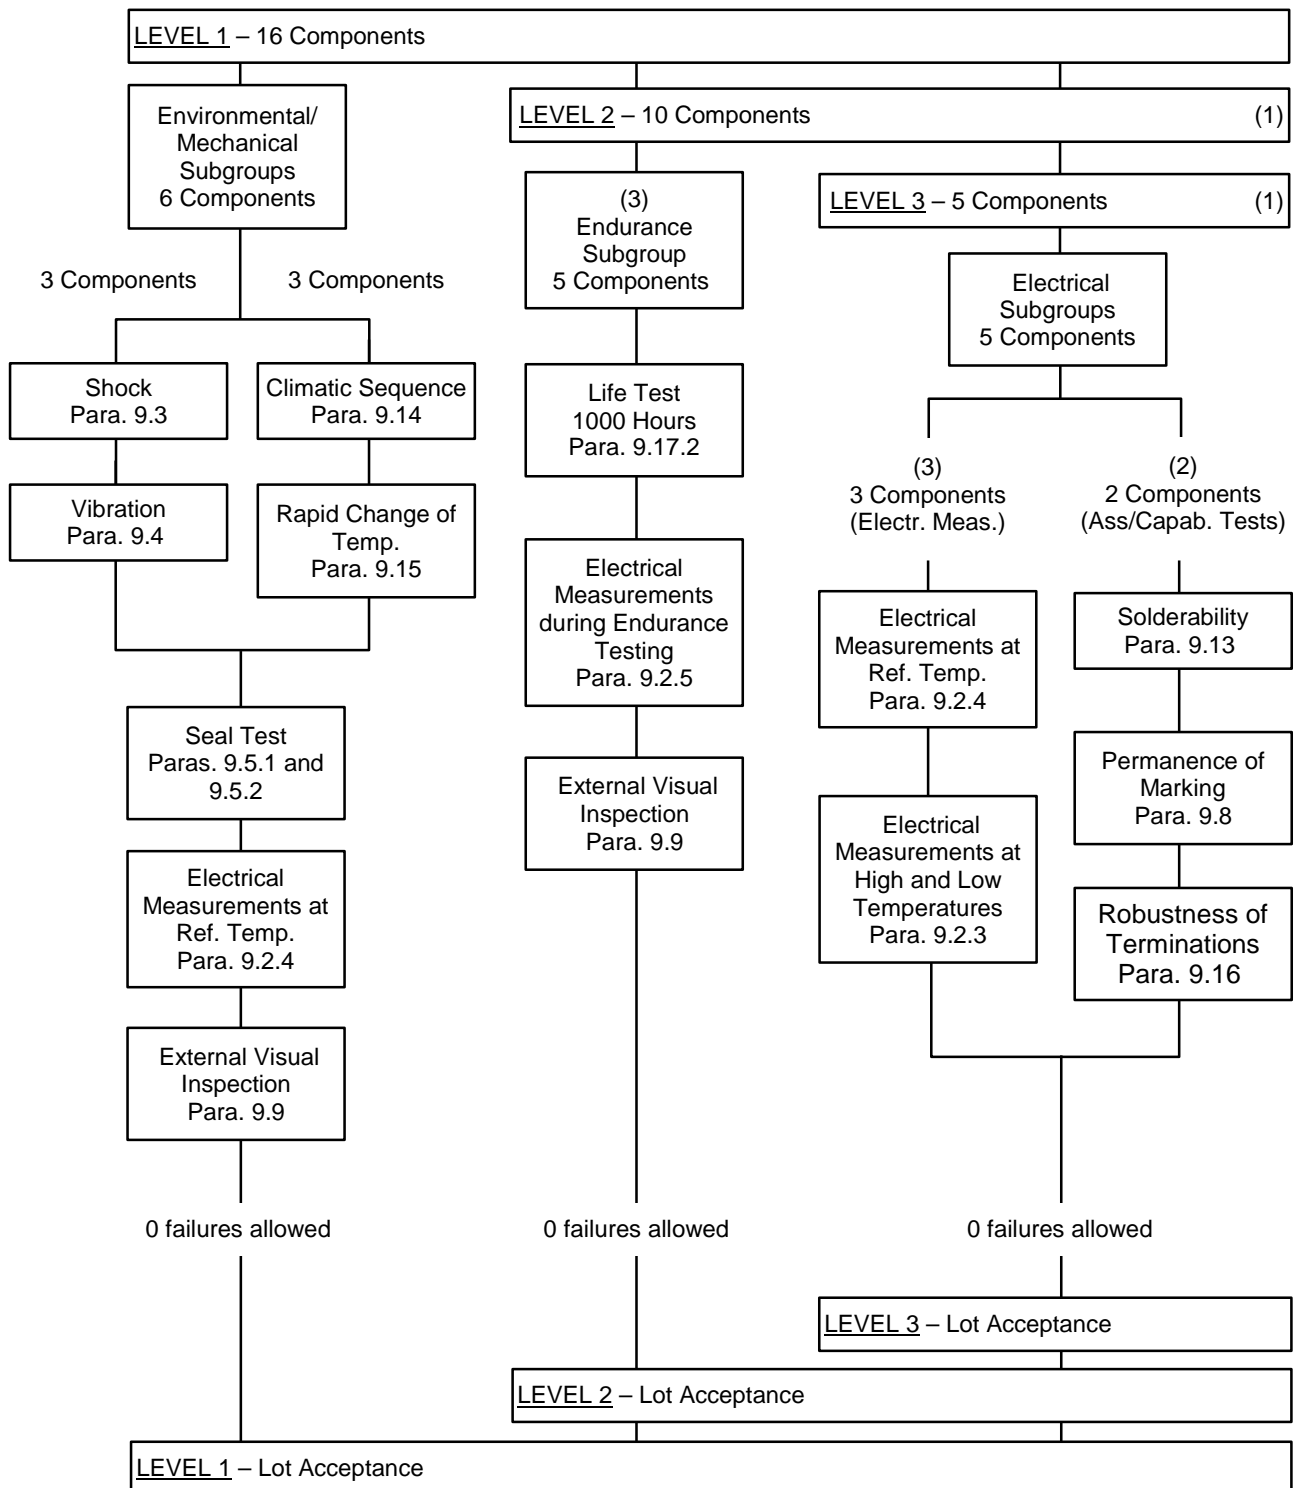 LEVEL 1 – 16 Components
Environmental/
Mechanical
Subgroups
6 Components
LEVEL 2 – 10 Components (1)
(3)
Endurance
Subgroup
5 Components
LEVEL 3 – 5 Components (1)
Electrical
Subgroups
5 Components
3 Components
3 Components
Shock
Para. 9.3
Climatic Sequence
Para. 9.14
Vibration
Para. 9.4
Rapid Change of
Temp.
Para. 9.15
Seal Test
Paras. 9.5.1 and
9.5.2
Electrical
Measurements at
Ref. Temp.
Para. 9.2.4
External Visual
Inspection
Para. 9.9
Life Test
1000 Hours
Para. 9.17.2
Electrical
Measurements
during Endurance
Testing
Para. 9.2.5
External Visual
Inspection
Para. 9.9
(3)
3 Components
(Electr. Meas.)
(2)
2 Components
(Ass/Capab. Tests)
Electrical
Measurements at
Ref. Temp.
Para. 9.2.4
Electrical
Measurements at
High and Low
Temperatures
Para. 9.2.3
Solderability
Para. 9.13
Permanence of
Marking
Para. 9.8
Robustness of
Terminations
Para. 9.16
0 failures allowed
0 failures allowed
0 failures allowed
LEVEL 3 – Lot Acceptance
LEVEL 2 – Lot Acceptance
LEVEL 1 – Lot Acceptance